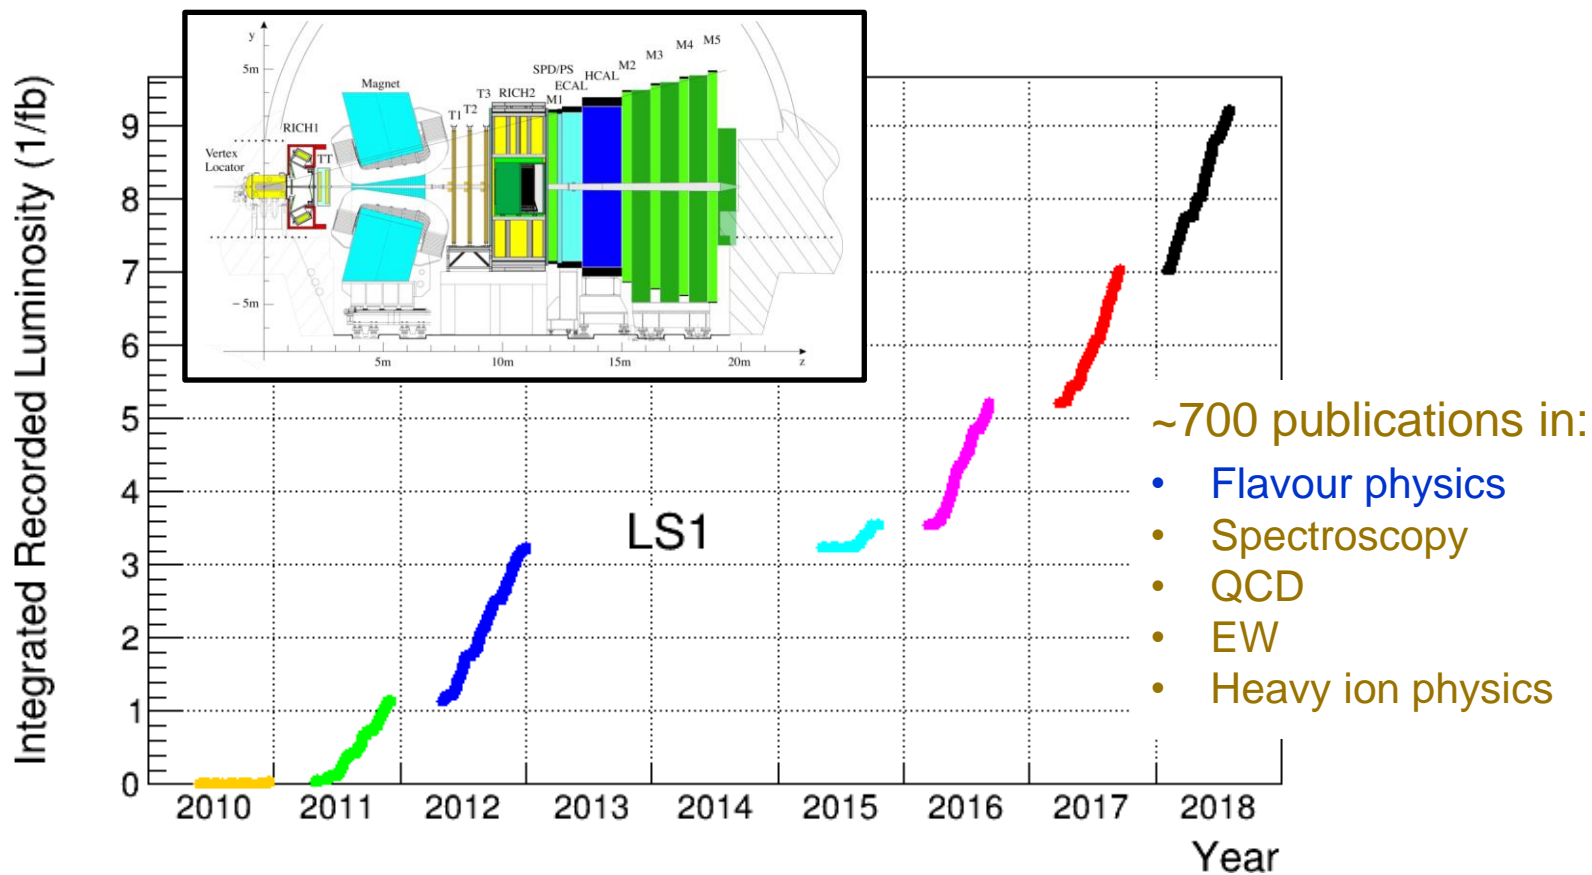 y
5m
Magnet
RICH1
Vertex
Locator
TT
T1
T2
T3
RICH2
SPD/PS
M1
ECAL
HCAL
M2
M3
M4
M5
− 5m
5m
10m
15m
20m
z
Integrated Recorded Luminosity (1/fb)
9
8
7
6
5
4
3
2
1
0
LS1
2010
2011
2012
2013
2014
2015
2016
2017
2018
Year
~700 publications in:
• Flavour physics
• Spectroscopy
• QCD
• EW
• Heavy ion physics